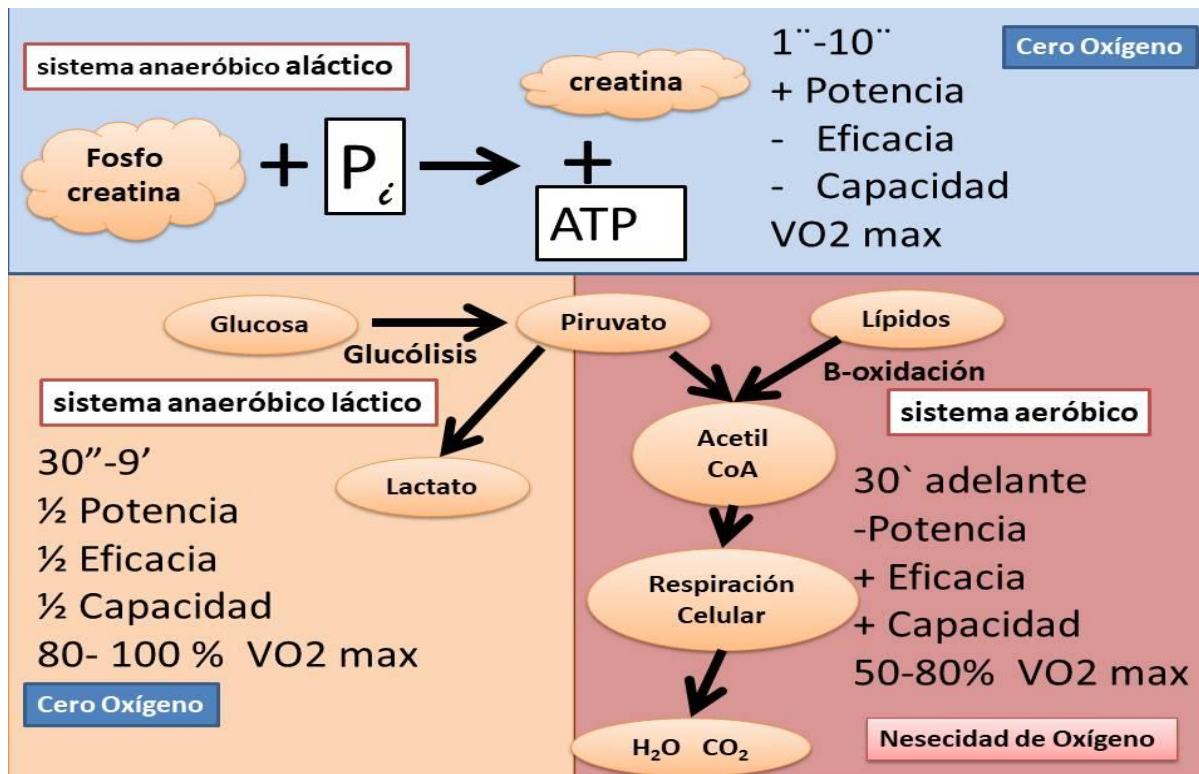 sistema anaeróbico aláctico
Fosfo
creatina
+
Pi
creatina
+
ATP
1¨-10¨
+ Potencia
- Eficacia
- Capacidad
VO2 max
Cero Oxígeno
Glucosa
Glucólisis
Piruvato
Lípidos
B-oxidación
sistema anaeróbico láctico
30”-9’
½ Potencia
½ Eficacia
½ Capacidad
80- 100 % VO2 max
Cero Oxígeno
Lactato
Acetil
CoA
Respiración
Celular
H₂O CO₂
sistema aeróbico
30` adelante
-Potencia
+ Eficacia
+ Capacidad
50-80% VO2 max
Nesecidad de Oxígeno